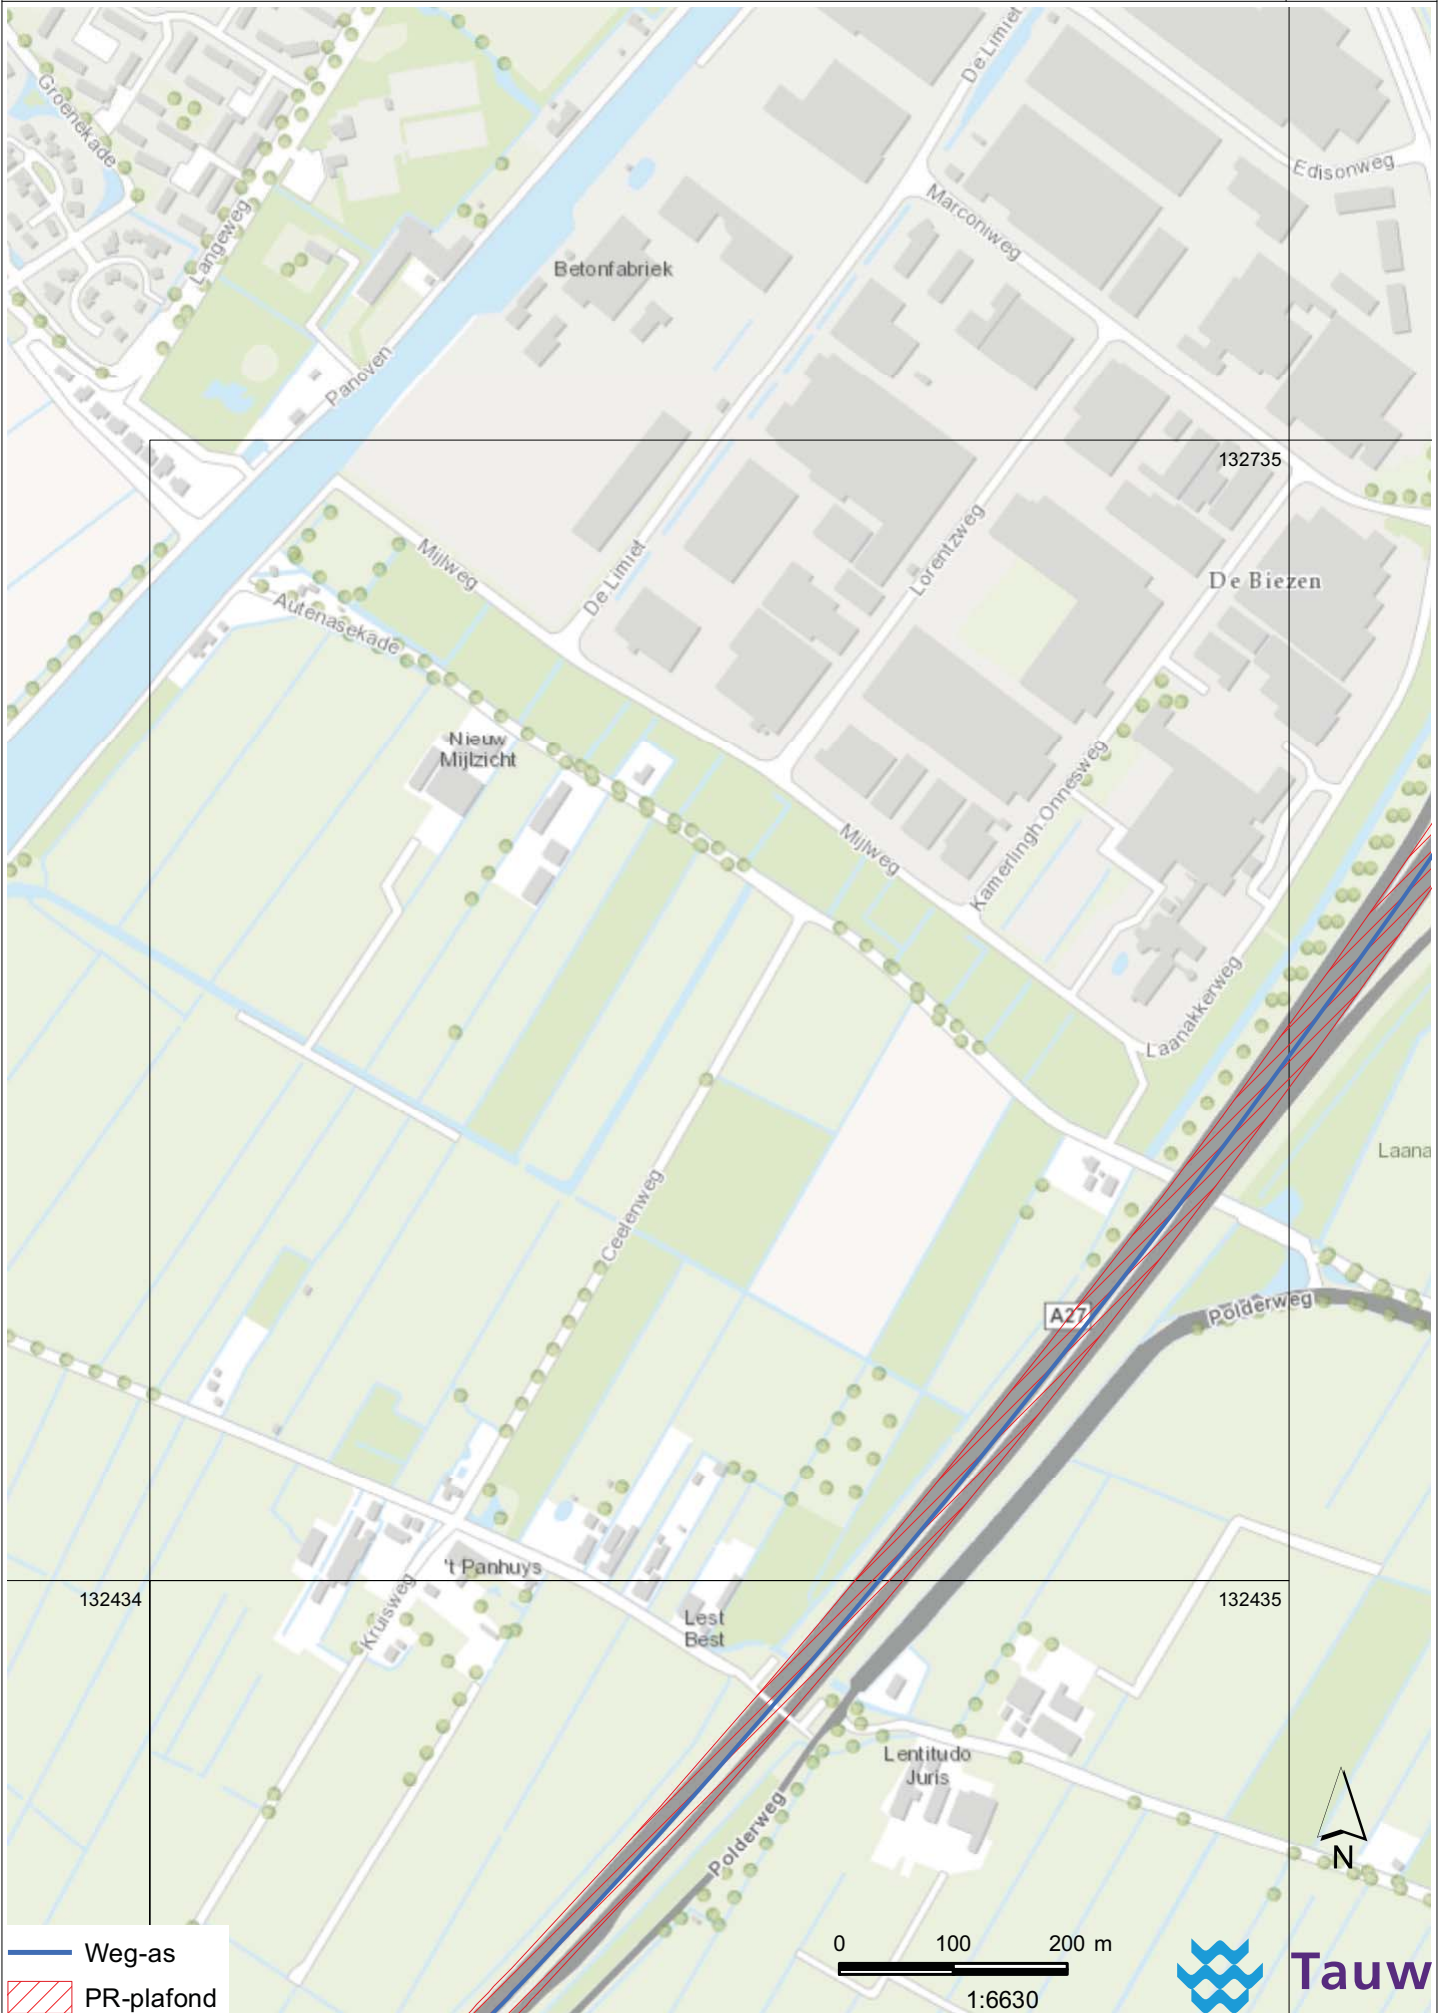 De Limiet
Groenekade
Edisonweg
Marconiweg
Langeweg
Betonfabriek
Panoven
132735
Mijlweg
De Limiet
Lorentzweg
De Biezen
Autenasekade
Nieuw
Mijlzicht
Kamerlingh Onnesweg
Mijlweg
Laanakkerweg
Laana
Ceelenweg
A27
Polderweg
't Panhuys
132434
132435
Kruisweg
Lest
Best
Lentitudo
Juris
Polderweg
N
Weg-as
PR-plafond
0 100 200 m
1:6630
Tauw